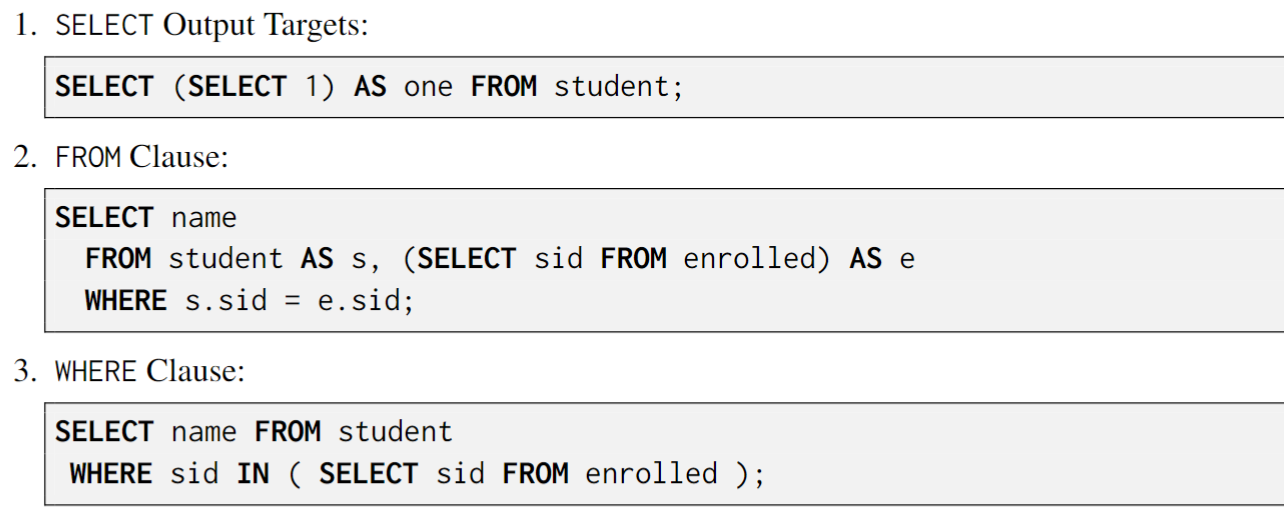 1. SELECT Output Targets:
SELECT (SELECT 1) AS one FROM student;
2. FROM Clause:
SELECT name
FROM student AS s, (SELECT sid FROM enrolled) AS e
WHERE s.sid = e.sid;
3. WHERE Clause:
SELECT name FROM student
WHERE sid IN ( SELECT sid FROM enrolled );